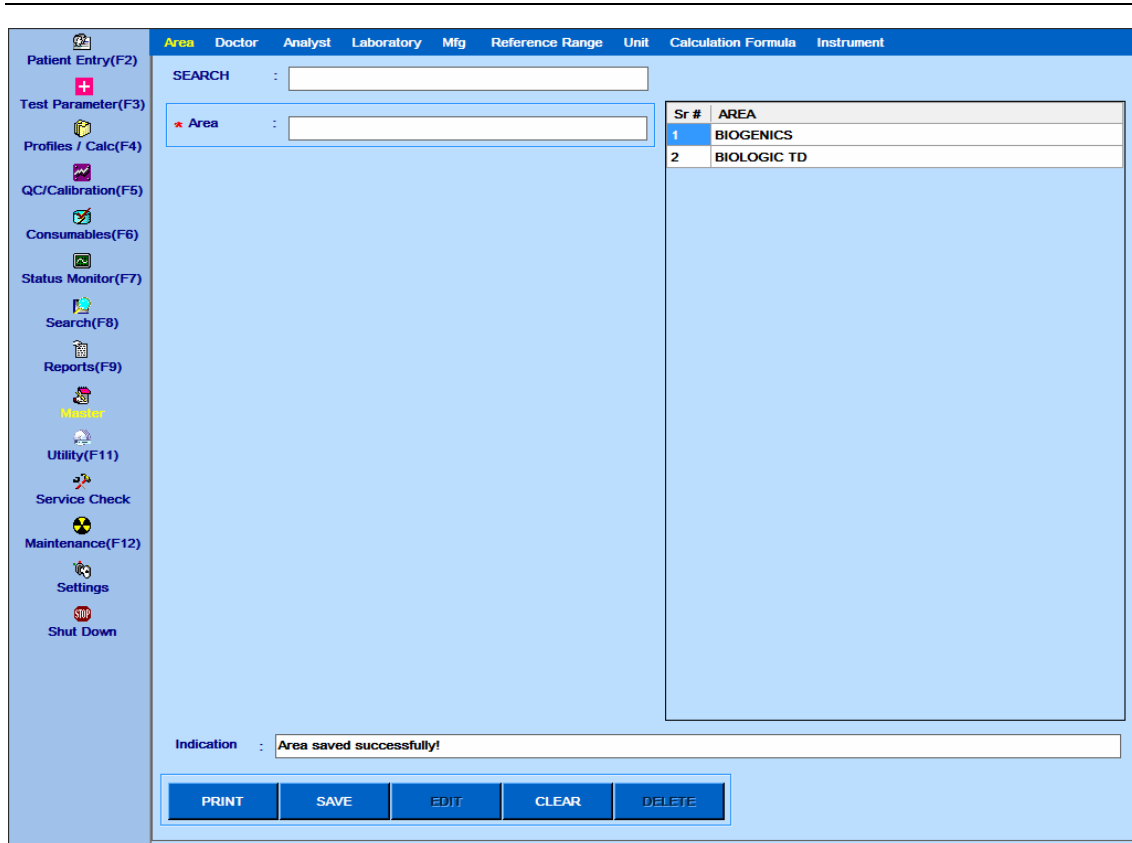 Patient Entry(F2)
Test Parameter(F3)
Profiles / Calc(F4)
QC/Calibration(F5)
Consumables(F6)
Status Monitor(F7)
Search(F8)
Reports(F9)
Master
Utility(F11)
Service Check
Maintenance(F12)
Settings
STOP
Shut Down
Area Doctor Analyst Laboratory Mfg Reference Range Unit Calculation Formula Instrument
SEARCH :
* Area :
Sr # AREA
1 BIOGENICS
2 BIOLOGIC TD
Indication : Area saved successfully!
PRINT SAVE EDIT CLEAR DELETE